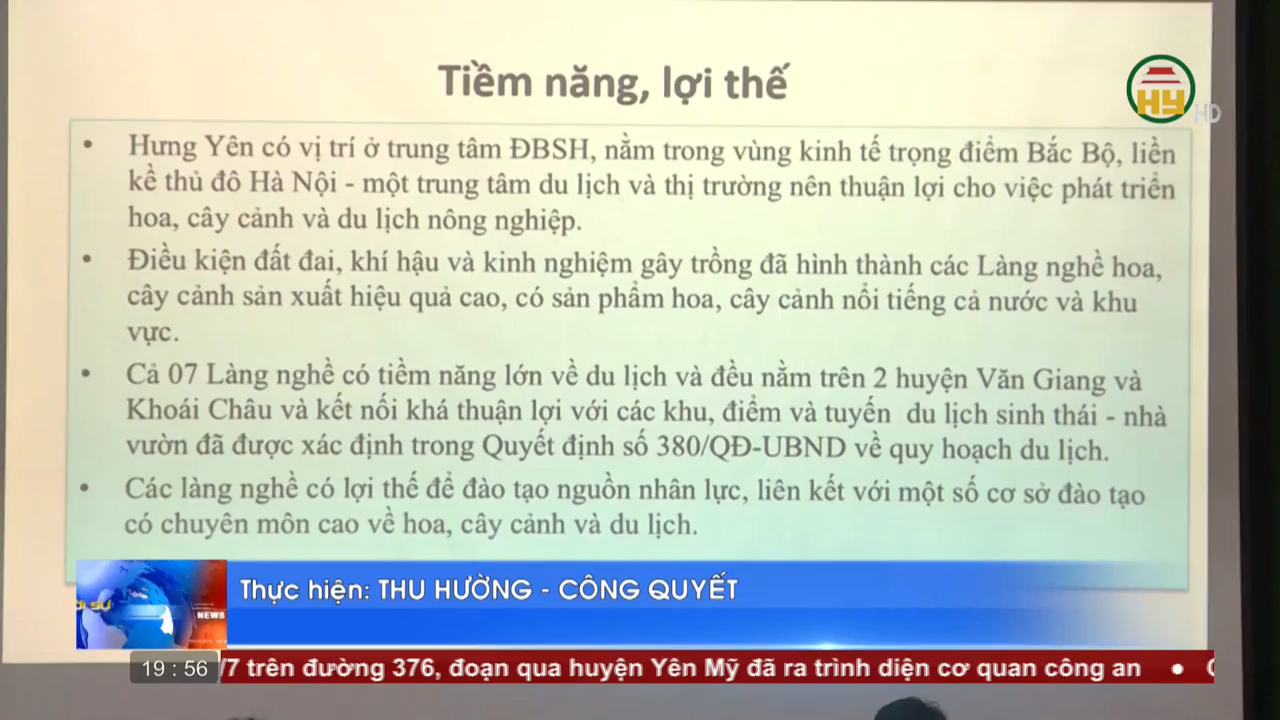 Tiềm năng, lợi thế
HY HD
• Hưng Yên có vị trí ở trung tâm ĐBSH, nằm trong vùng kinh tế trọng điểm Bắc Bộ, liền
kề thủ đô Hà Nội - một trung tâm du lịch và thị trường nên thuận lợi cho việc phát triển
hoa, cây cảnh và du lịch nông nghiệp.
• Điều kiện đất đai, khí hậu và kinh nghiệm gây trồng đã hình thành các Làng nghề hoa,
cây cảnh sản xuất hiệu quả cao, có sản phẩm hoa, cây cảnh nổi tiếng cả nước và khu
vực.
• Cả 07 Làng nghề có tiềm năng lớn về du lịch và đều nằm trên 2 huyện Văn Giang và
Khoái Châu và kết nối khá thuận lợi với các khu, điểm và tuyến du lịch sinh thái - nhà
vườn đã được xác định trong Quyết định số 380/QĐ-UBND về quy hoạch du lịch.
• Các làng nghề có lợi thế để đào tạo nguồn nhân lực, liên kết với một số cơ sở đào tạo
có chuyên môn cao về hoa, cây cảnh và du lịch.
Thực hiện: THU HƯỜNG - CÔNG QUYẾT
NEWS
19 : 56 /7 trên đường 376, đoạn qua huyện Yên Mỹ đã ra trình diện cơ quan công an •